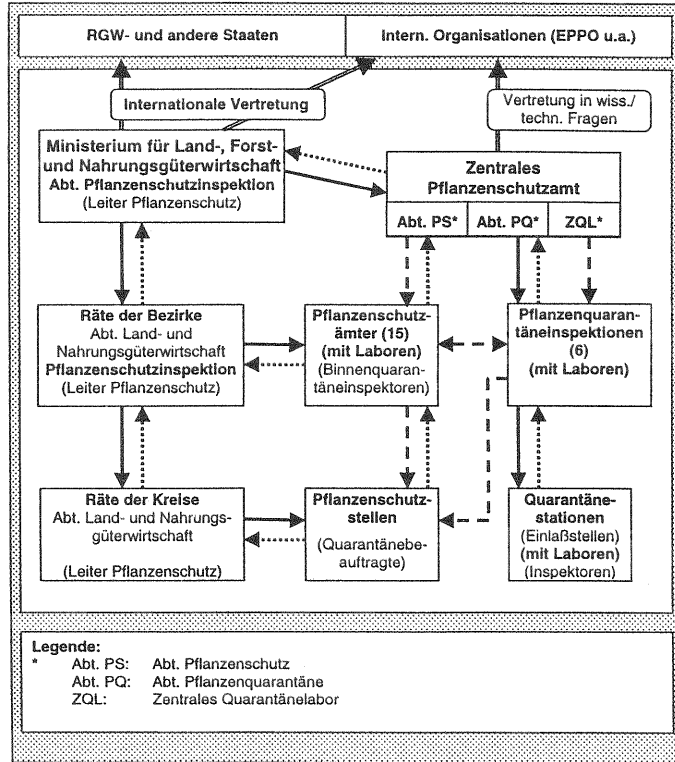 RGW- und andere Staaten
Intern. Organisationen (EPPO u.a.)
Internationale Vertretung
Vertretung in wiss./
techn. Fragen
Ministerium für Land-, Forst-
und Nahrungsgüterwirtschaft
Abt. Pflanzenschutzinspektion
(Leiter Pflanzenschutz)
Zentrales
Pflanzenschutzamt
Abt. PS*
Abt. PQ*
ZQL*
Räte der Bezirke
Abt. Land- und
Nahrungsgüterwirtschaft
Pflanzenschutzinspektion
(Leiter Pflanzenschutz)
Pflanzenschutz-
ämter (15)
(mit Laboren)
(Binnenquaran-
täneinspektoren)
Pflanzenquaran-
täneinspektionen
(6)
(mit Laboren)
Räte der Kreise
Abt. Land- und Nahrungs-
güterwirtschaft
(Leiter Pflanzenschutz)
Pflanzenschutz-
stellen
(Quarantänebe-
auftragte)
Quarantäne-
stationen
(Einlaßstellen)
(mit Laboren)
(Inspektoren)
Legende:
* Abt. PS: Abt. Pflanzenschutz
Abt. PQ: Abt. Pflanzenquarantäne
ZQL: Zentrales Quarantänelabor